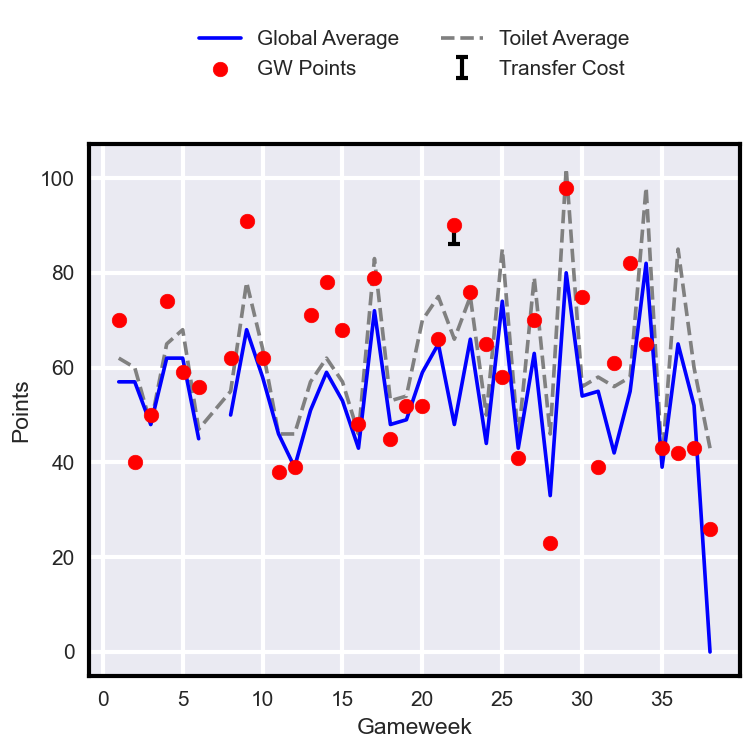 Global Average
Toilet Average
GW Points
Transfer Cost
100
80
60
40
20
0
Points
0 5 10 15 20 25 30 35
Gameweek